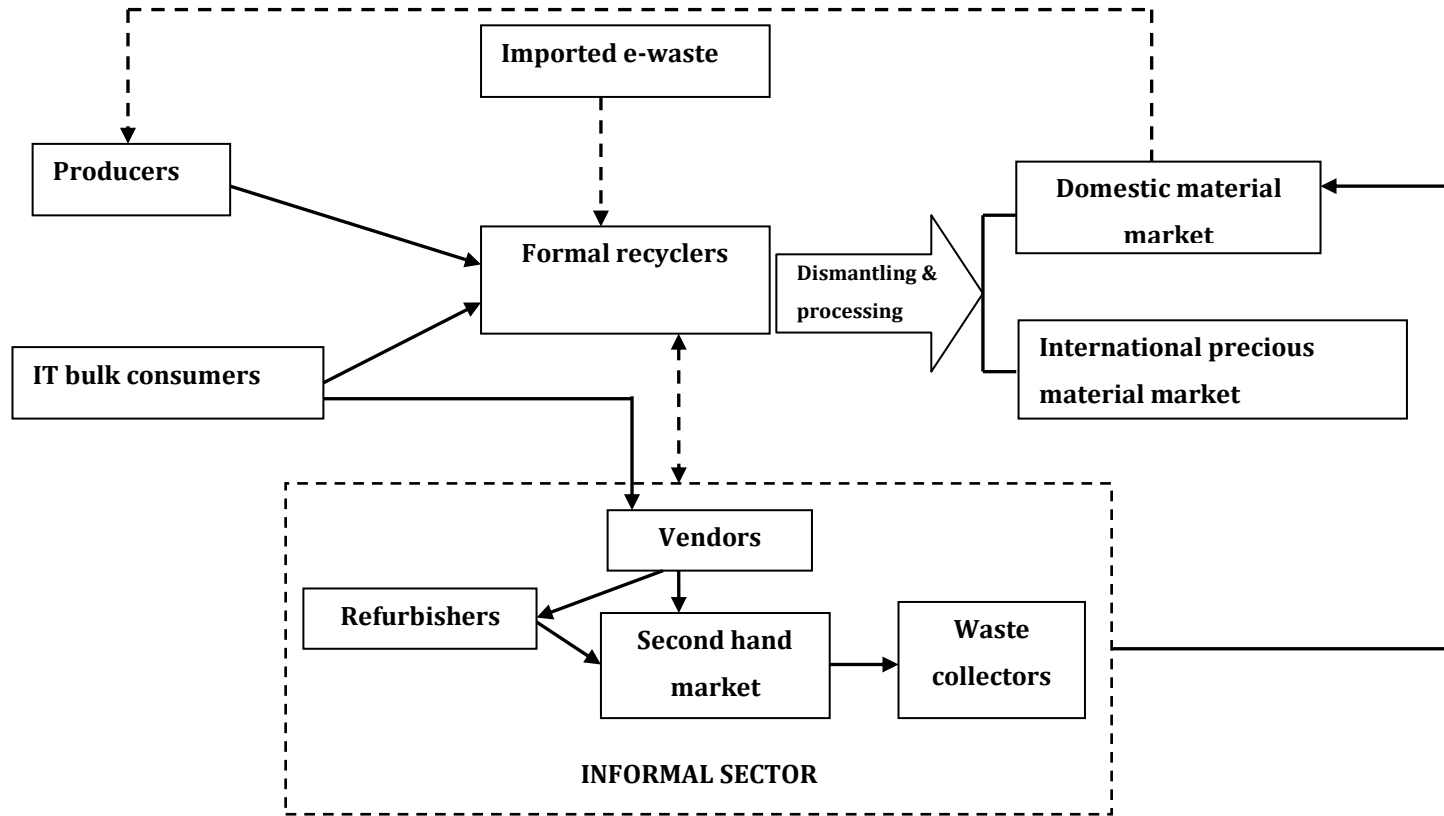 Imported e-waste
Producers
Domestic material
market
Formal recyclers
Dismantling &
processing
IT bulk consumers
International precious
material market
Vendors
Refurbishers
Second hand
market
Waste
collectors
INFORMAL SECTOR